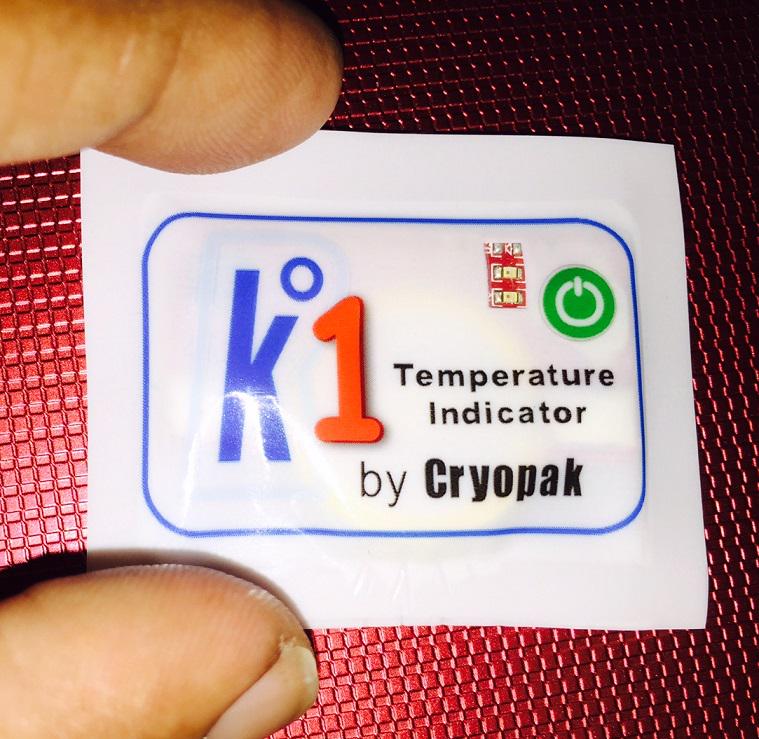 k°1
Temperature
Indicator
by Cryopak